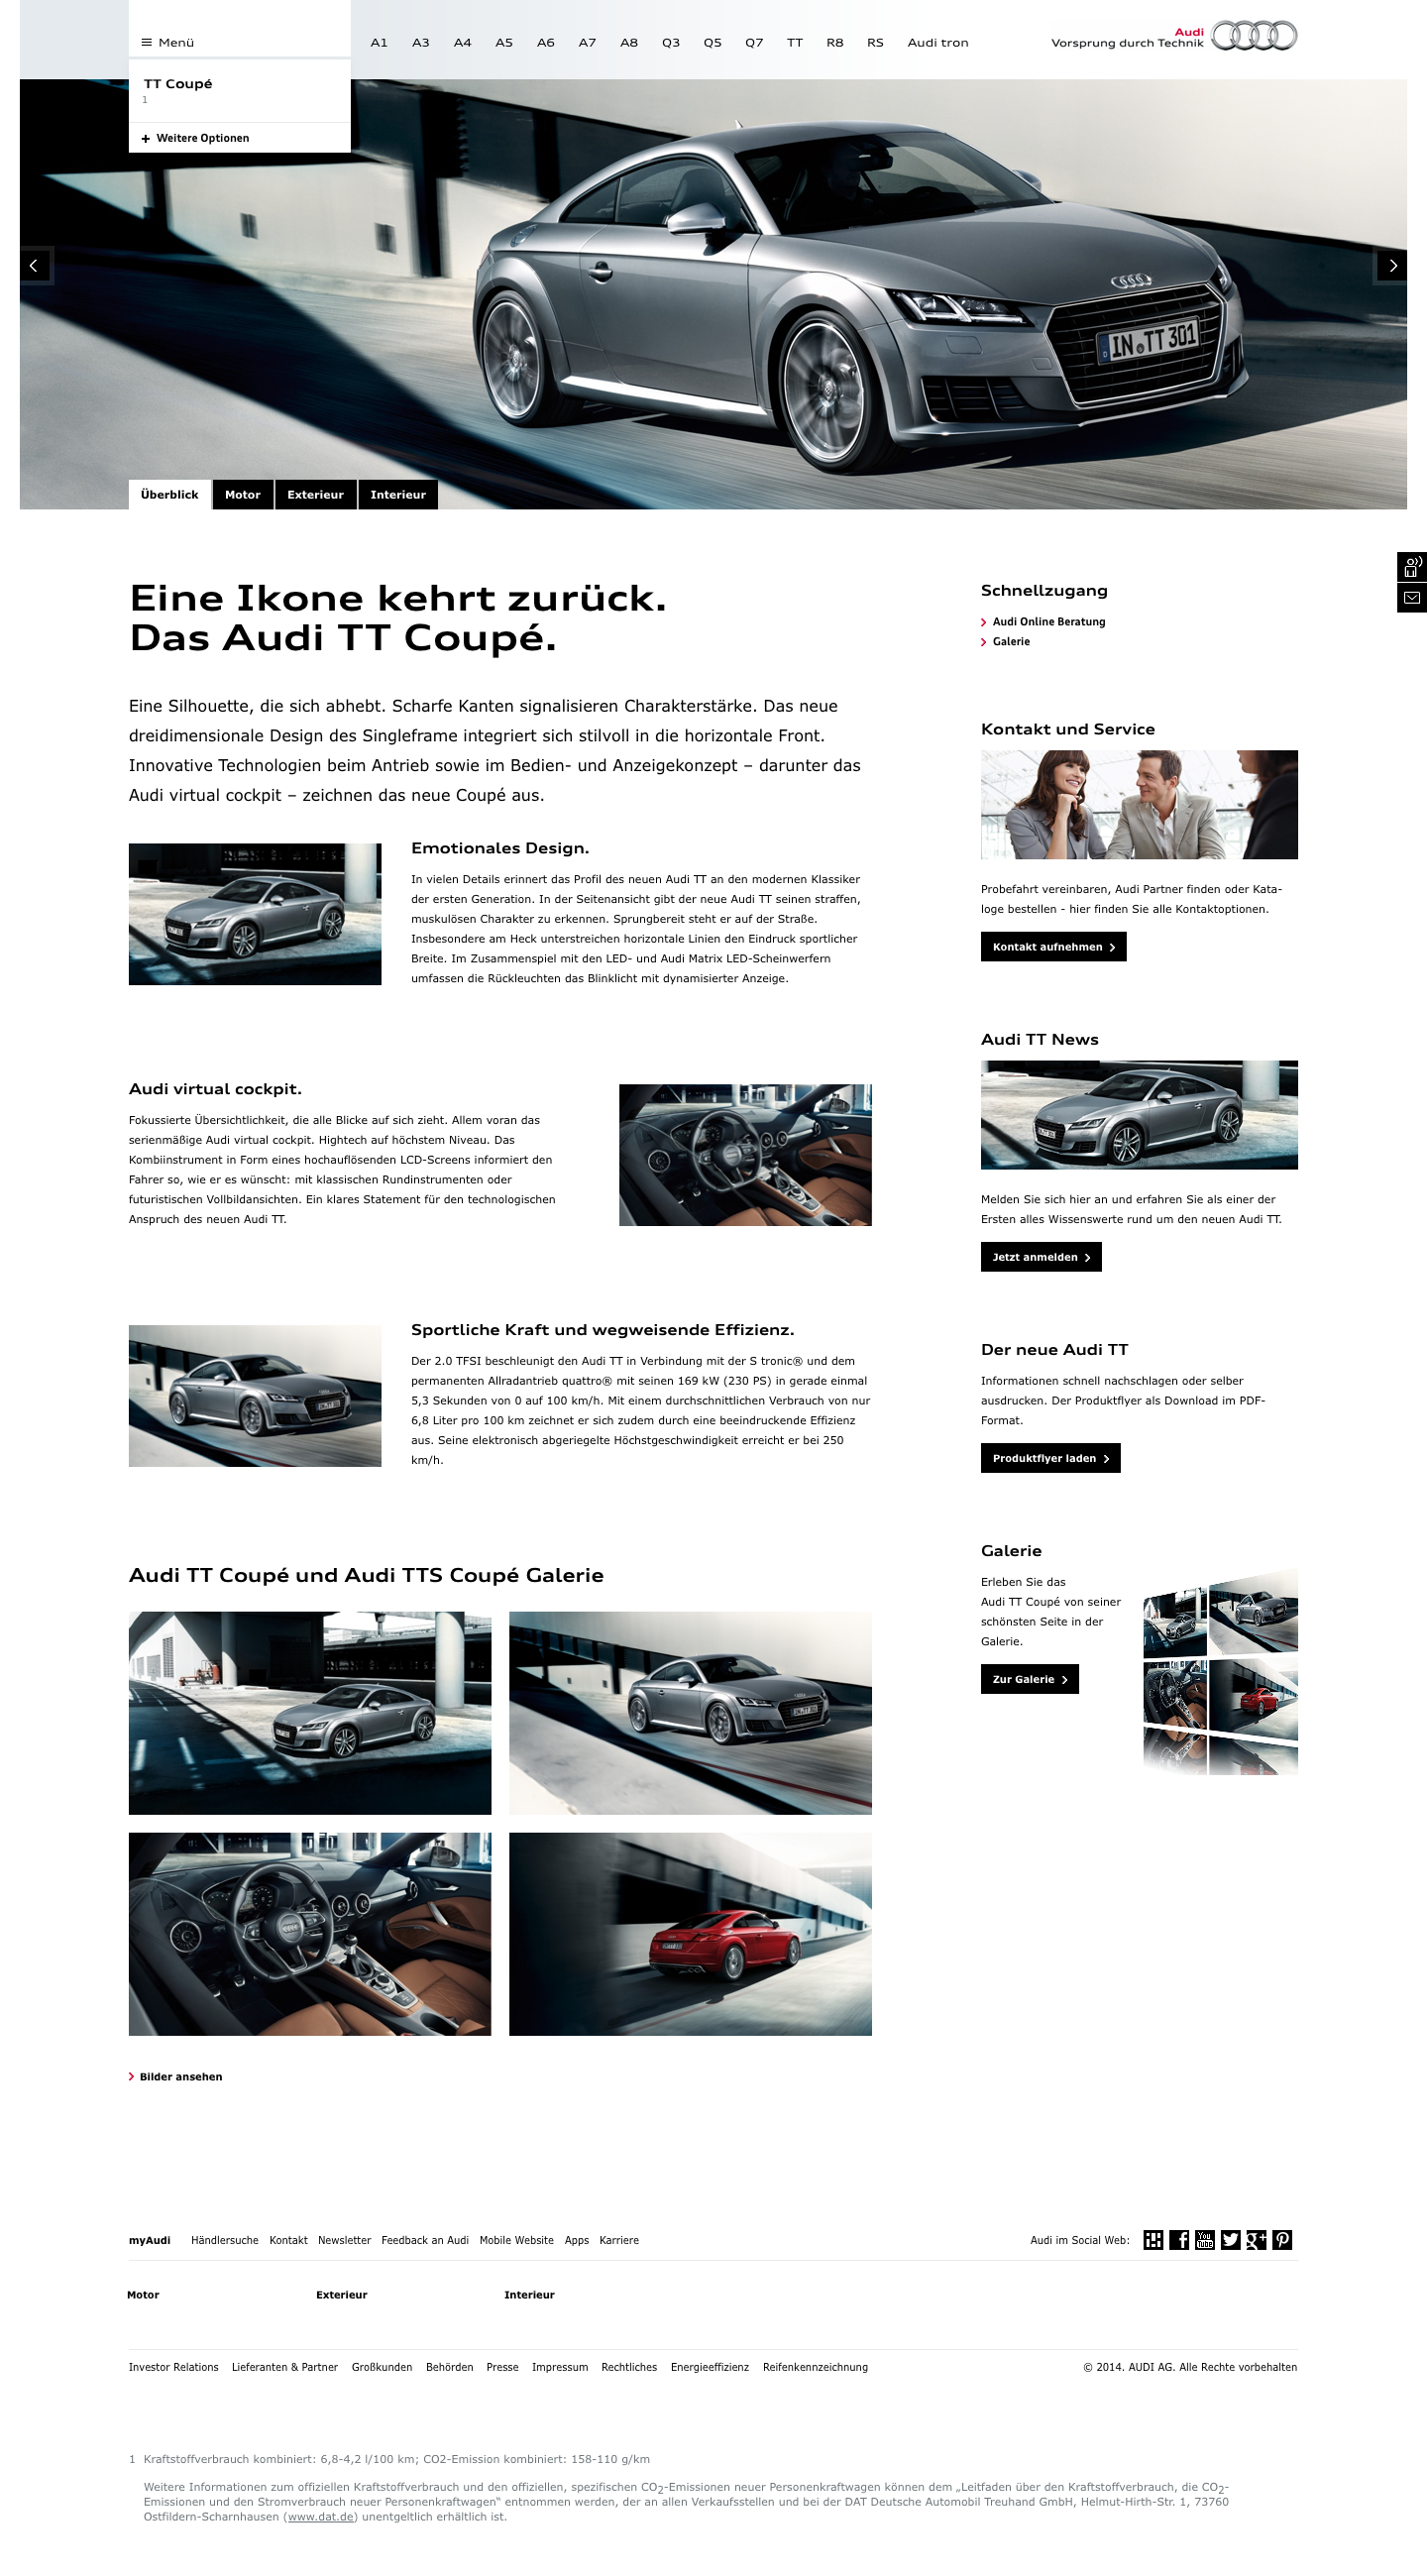 Menü
A1 A3 A4 A5 A6 A7 A8 Q3 Q5 Q7 TT R8 RS Audi tron
Audi
Vorsprung durch Technik
TT Coupé
1
Weitere Optionen
IN TT 301
Überblick Motor Exterieur Interieur
Eine Ikone kehrt zurück.
Das Audi TT Coupé.
Eine Silhouette, die sich abhebt. Scharfe Kanten signalisieren Charakterstärke. Das neue
dreidimensionale Design des Singleframe integriert sich stilvoll in die horizontale Front.
Innovative Technologien beim Antrieb sowie im Bedien- und Anzeigekonzept – darunter das
Audi virtual cockpit – zeichnen das neue Coupé aus.
Emotionales Design.
In vielen Details erinnert das Profil des neuen Audi TT an den modernen Klassiker
der ersten Generation. In der Seitenansicht gibt der neue Audi TT seinen straffen,
muskulösen Charakter zu erkennen. Sprungbereit steht er auf der Straße.
Insbesondere am Heck unterstreichen horizontale Linien den Eindruck sportlicher
Breite. Im Zusammenspiel mit den LED- und Audi Matrix LED-Scheinwerfern
umfassen die Rückleuchten das Blinklicht mit dynamisierter Anzeige.
Audi virtual cockpit.
Fokussierte Übersichtlichkeit, die alle Blicke auf sich zieht. Allem voran das
serienmäßige Audi virtual cockpit. Hightech auf höchstem Niveau. Das
Kombiinstrument in Form eines hochauflösenden LCD-Screens informiert den
Fahrer so, wie er es wünscht: mit klassischen Rundinstrumenten oder
futuristischen Vollbildansichten. Ein klares Statement für den technologischen
Anspruch des neuen Audi TT.
Sportliche Kraft und wegweisende Effizienz.
Der 2.0 TFSI beschleunigt den Audi TT in Verbindung mit der S tronic® und dem
permanenten Allradantrieb quattro® mit seinen 169 kW (230 PS) in gerade einmal
5,3 Sekunden von 0 auf 100 km/h. Mit einem durchschnittlichen Verbrauch von nur
6,8 Liter pro 100 km zeichnet er sich zudem durch eine beeindruckende Effizienz
aus. Seine elektronisch abgeriegelte Höchstgeschwindigkeit erreicht er bei 250
km/h.
Audi TT Coupé und Audi TTS Coupé Galerie
Bilder ansehen
Schnellzugang
Audi Online Beratung
Galerie
Kontakt und Service
Probefahrt vereinbaren, Audi Partner finden oder Kata-
loge bestellen - hier finden Sie alle Kontaktoptionen.
Kontakt aufnehmen
Audi TT News
Melden Sie sich hier an und erfahren Sie als einer der
Ersten alles Wissenswerte rund um den neuen Audi TT.
Jetzt anmelden
Der neue Audi TT
Informationen schnell nachschlagen oder selber
ausdrucken. Der Produktflyer als Download im PDF-
Format.
Produktflyer laden
Galerie
Erleben Sie das
Audi TT Coupé von seiner
schönsten Seite in der
Galerie.
Zur Galerie
myAudi Händlersuche Kontakt Newsletter Feedback an Audi Mobile Website Apps Karriere
Audi im Social Web:
Motor Exterieur Interieur
Investor Relations Lieferanten & Partner Großkunden Behörden Presse Impressum Rechtliches Energieeffizienz Reifenkennzeichnung
© 2014. AUDI AG. Alle Rechte vorbehalten
1 Kraftstoffverbrauch kombiniert: 6,8-4,2 l/100 km; CO2-Emission kombiniert: 158-110 g/km
Weitere Informationen zum offiziellen Kraftstoffverbrauch und den offiziellen, spezifischen CO2-Emissionen neuer Personenkraftwagen können dem „Leitfaden über den Kraftstoffverbrauch, die CO2-
Emissionen und den Stromverbrauch neuer Personenkraftwagen“ entnommen werden, der an allen Verkaufsstellen und bei der DAT Deutsche Automobil Treuhand GmbH, Helmut-Hirth-Str. 1, 73760
Ostfildern-Scharnhausen (www.dat.de) unentgeltlich erhältlich ist.